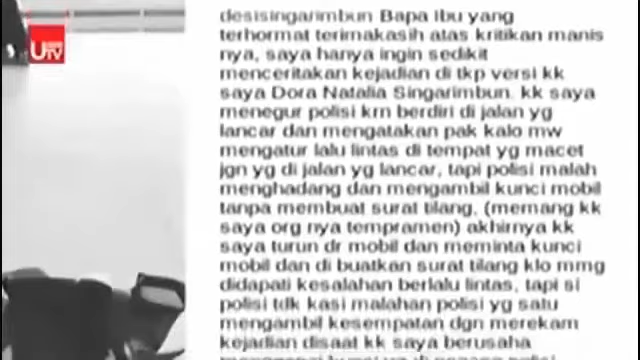 desisingarimbun Bapa Ibu yang
terhormat terimakasih atas kritikan manis
nya, saya hanya ingin sedikit
menceritakan kejadian di tkp versi kk
saya Dora Natalia Singarimbun. kk saya
menegur polisi krn berdiri di jalan yg
lancar dan mengatakan pak kalo mw
mengatur lalu lintas di tempat yg macet
jgn yg di jalan yg lancar, tapi polisi malah
menghadang dan mengambil kunci mobil
tanpa membuat surat tilang, (memang kk
saya org nya tempramen) akhirnya kk
saya turun dr mobil dan meminta kunci
mobil dan di buatkan surat tilang klo mmg
didapati kesalahan berlalu lintas, tapi si
polisi tdk kasi malahan polisi yg satu
mengambil kesempatan dgn merekam
kejadian disaat kk saya berusaha
UTV